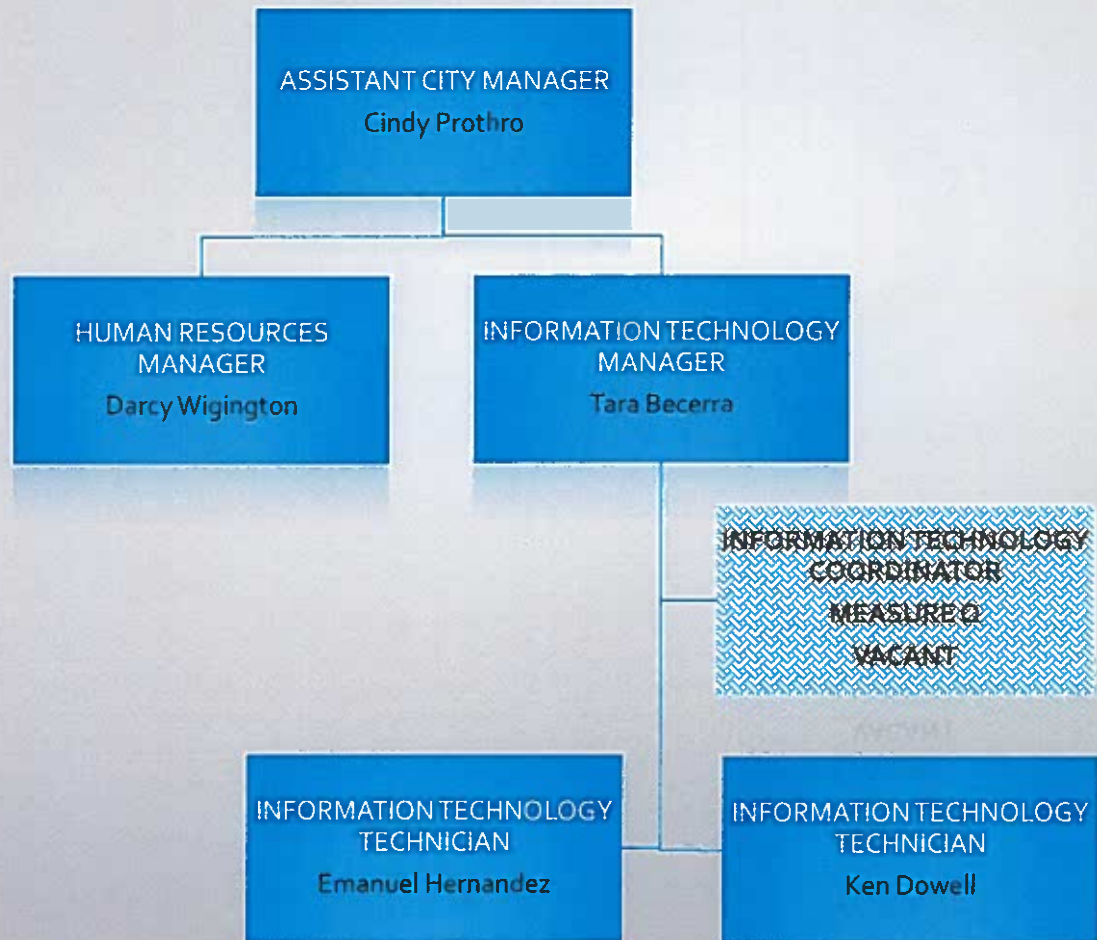 ASSISTANT CITY MANAGER
Cindy Prothro
HUMAN RESOURCES
MANAGER
Darcy Wigington
INFORMATION TECHNOLOGY
MANAGER
Tara Becerra
INFORMATION TECHNOLOGY
COORDINATOR
MEASURE Q
VACANT
INFORMATION TECHNOLOGY
TECHNICIAN
Emanuel Hernandez
INFORMATION TECHNOLOGY
TECHNICIAN
Ken Dowell